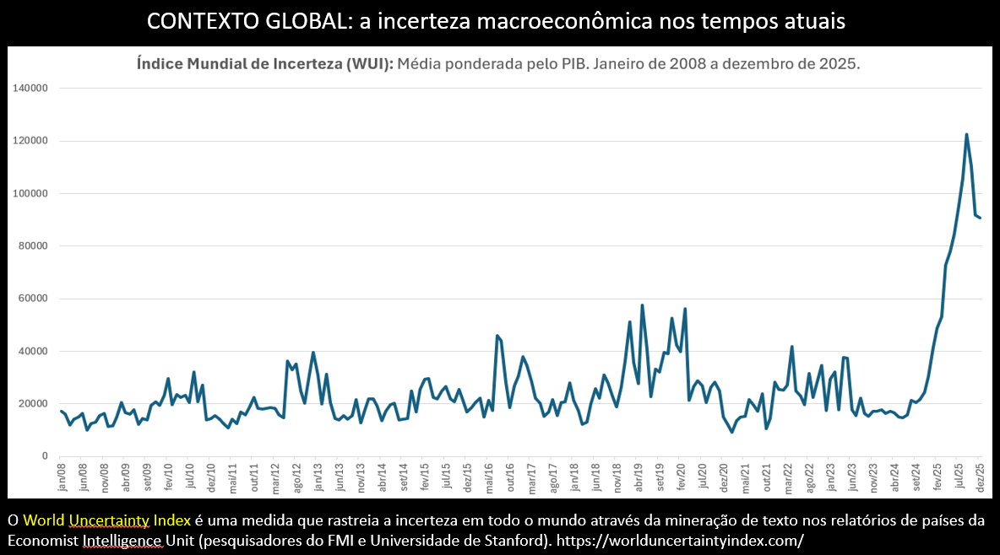 CONTEXTO GLOBAL: a incerteza macroeconômica nos tempos atuais
Índice Mundial de Incerteza (WUI): Média ponderada pelo PIB. Janeiro de 2008 a dezembro de 2025.
140000
120000
100000
80000
60000
40000
20000
0
jan/08
jun/08
nov/08
abr/09
set/09
fev/10
jul/10
dez/10
mai/11
out/11
mar/12
ago/12
jan/13
jun/13
nov/13
abr/14
set/14
fev/15
jul/15
dez/15
mai/16
out/16
mar/17
ago/17
jan/18
jun/18
nov/18
abr/19
set/19
fev/20
jul/20
dez/20
mai/21
out/21
mar/22
ago/22
jan/23
jun/23
nov/23
abr/24
set/24
fev/25
jul/25
dez/25
O World Uncertainty Index é uma medida que rastreia a incerteza em todo o mundo através da mineração de texto nos relatórios de países da
Economist Intelligence Unit (pesquisadores do FMI e Universidade de Stanford). https://worlduncertaintyindex.com/